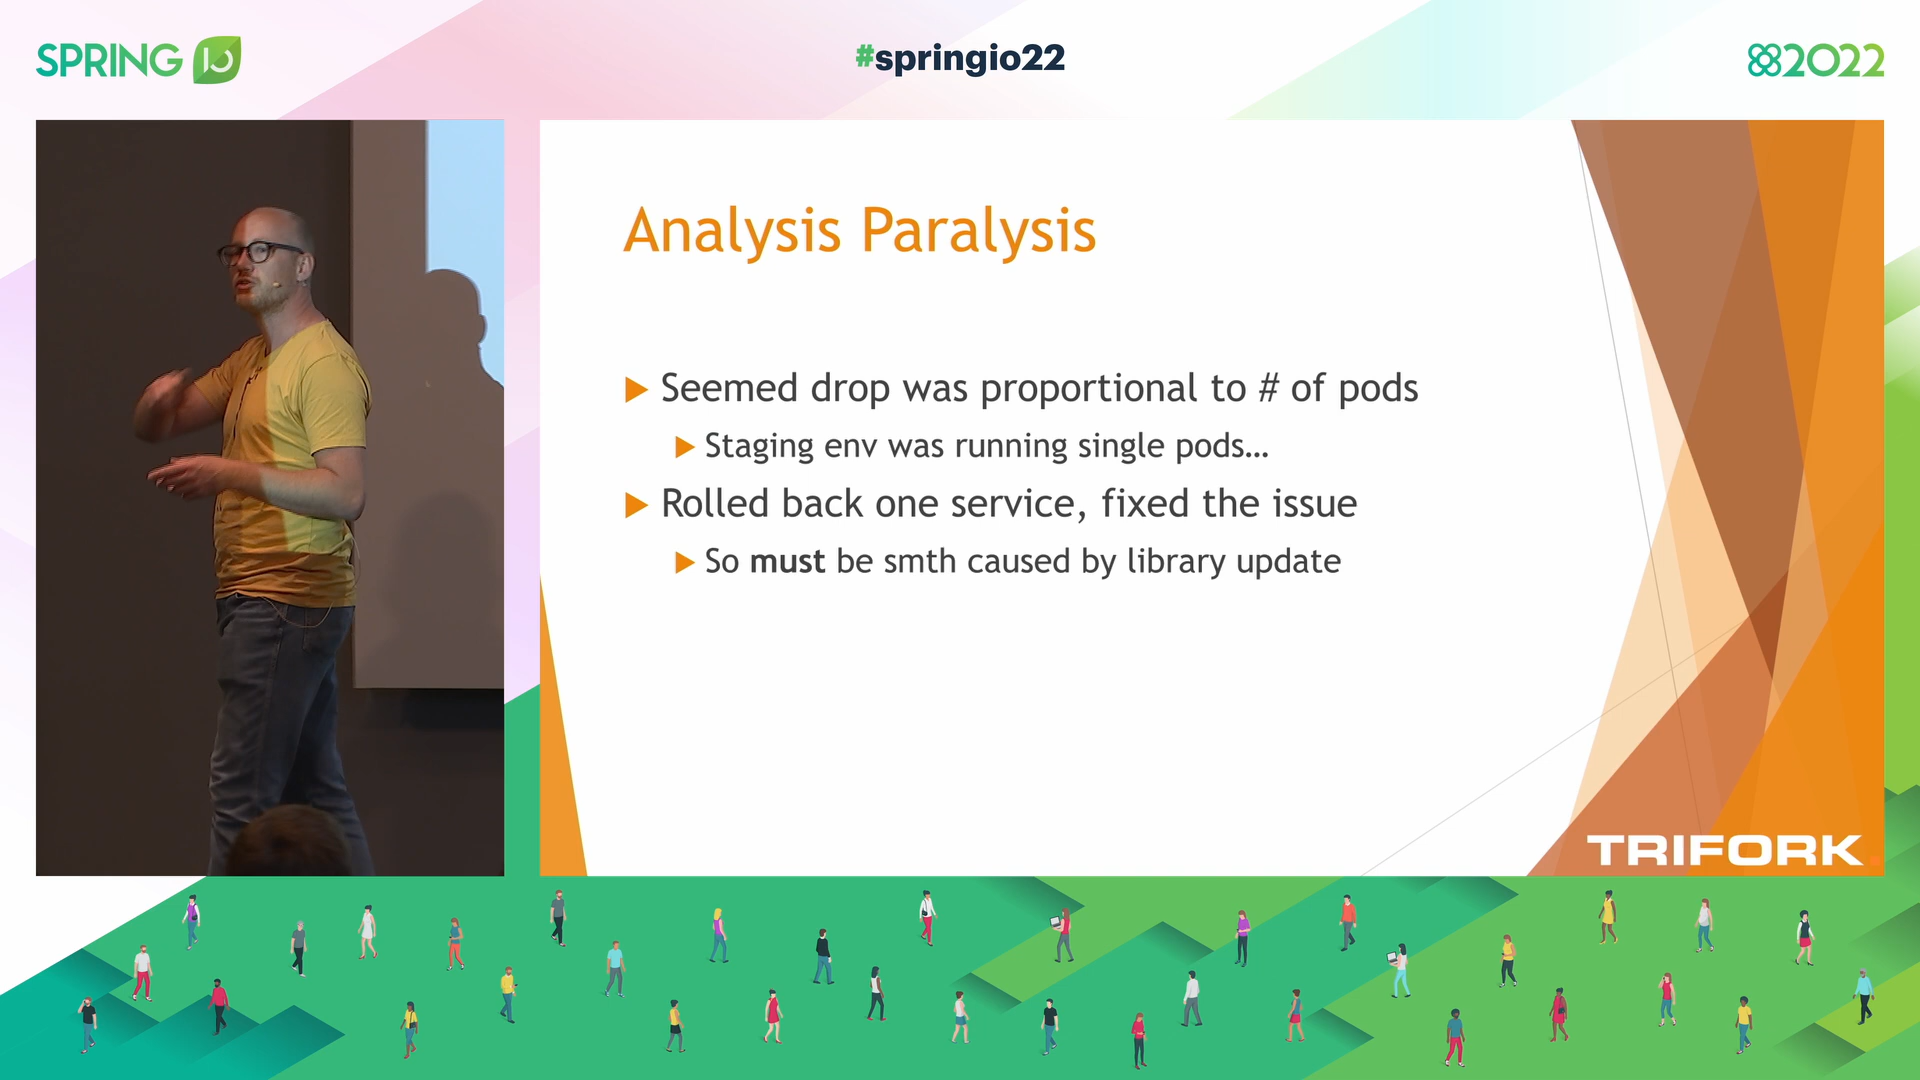 SPRING IO
#springio22
2022
Analysis Paralysis
Seemed drop was proportional to # of pods
Staging env was running single pods…
Rolled back one service, fixed the issue
So must be smth caused by library update
TRIFORK